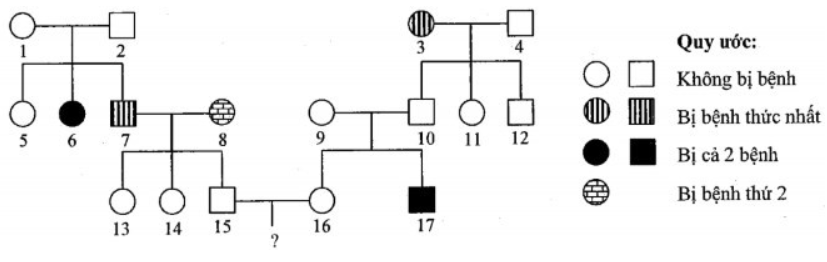 1 2 3 4
Quy ước:
Không bị bệnh
Bị bệnh thức nhất
Bị cả 2 bệnh
Bị bệnh thứ 2
5 6 7 8 9 10 11 12
13 14 15 16 17
?